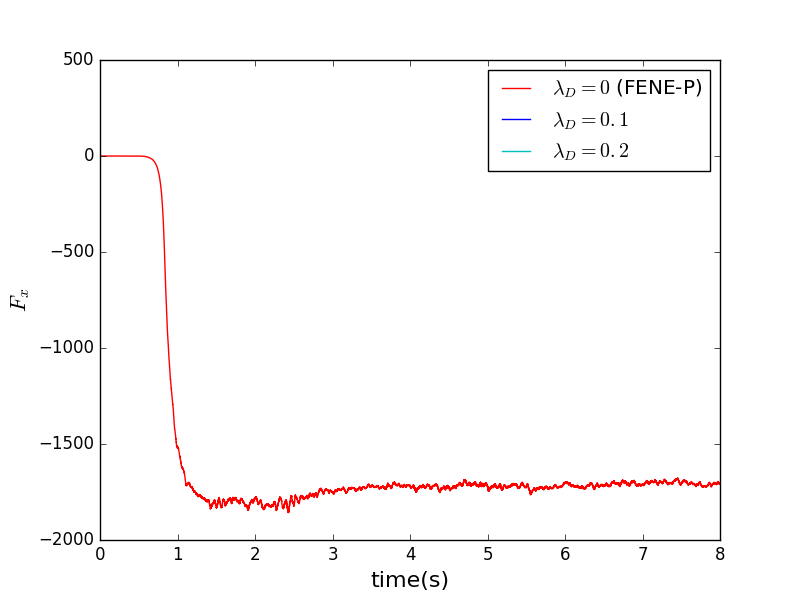 500
0
−500
−1000
−1500
−2000
F_x
0 1 2 3 4 5 6 7 8
time(s)
λ_D = 0 (FENE-P)
λ_D = 0.1
λ_D = 0.2